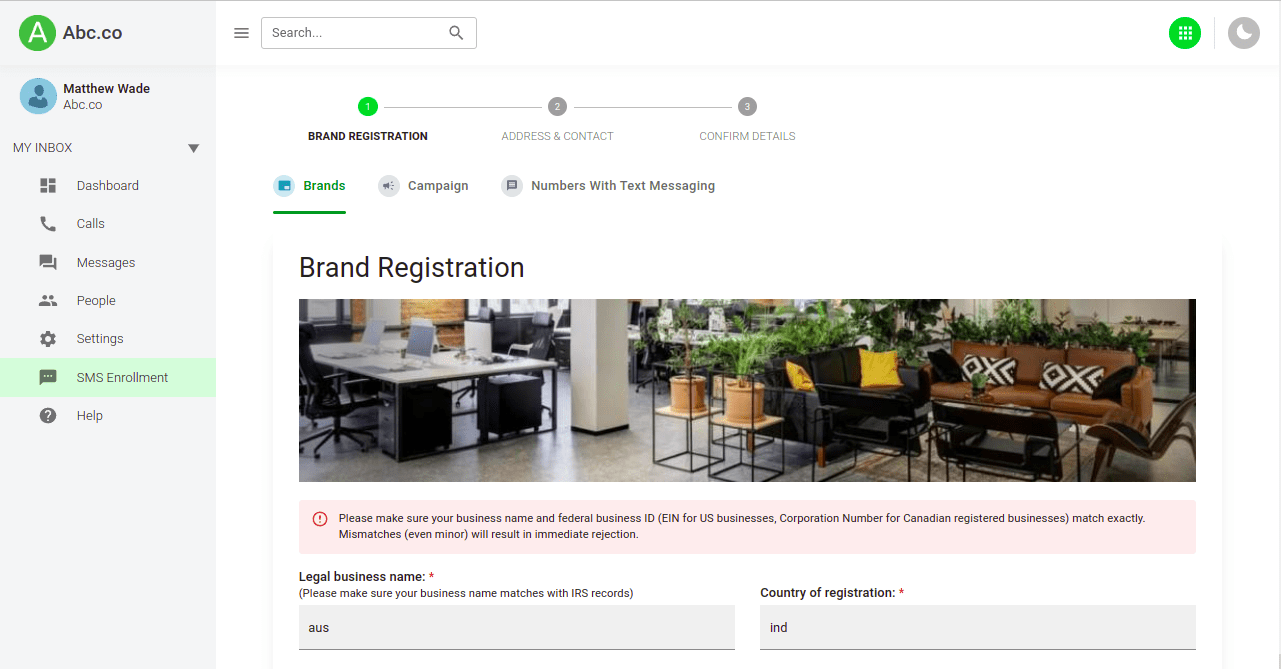 A Abc.co
Search...
Matthew Wade
Abc.co
MY INBOX
Dashboard
Calls
Messages
People
Settings
SMS Enrollment
Help
1 2 3
BRAND REGISTRATION ADDRESS & CONTACT CONFIRM DETAILS
Brands Campaign Numbers With Text Messaging
Brand Registration
Please make sure your business name and federal business ID (EIN for US businesses, Corporation Number for Canadian registered businesses) match exactly.
Mismatches (even minor) will result in immediate rejection.
Legal business name: *
(Please make sure your business name matches with IRS records)
aus
Country of registration: *
ind